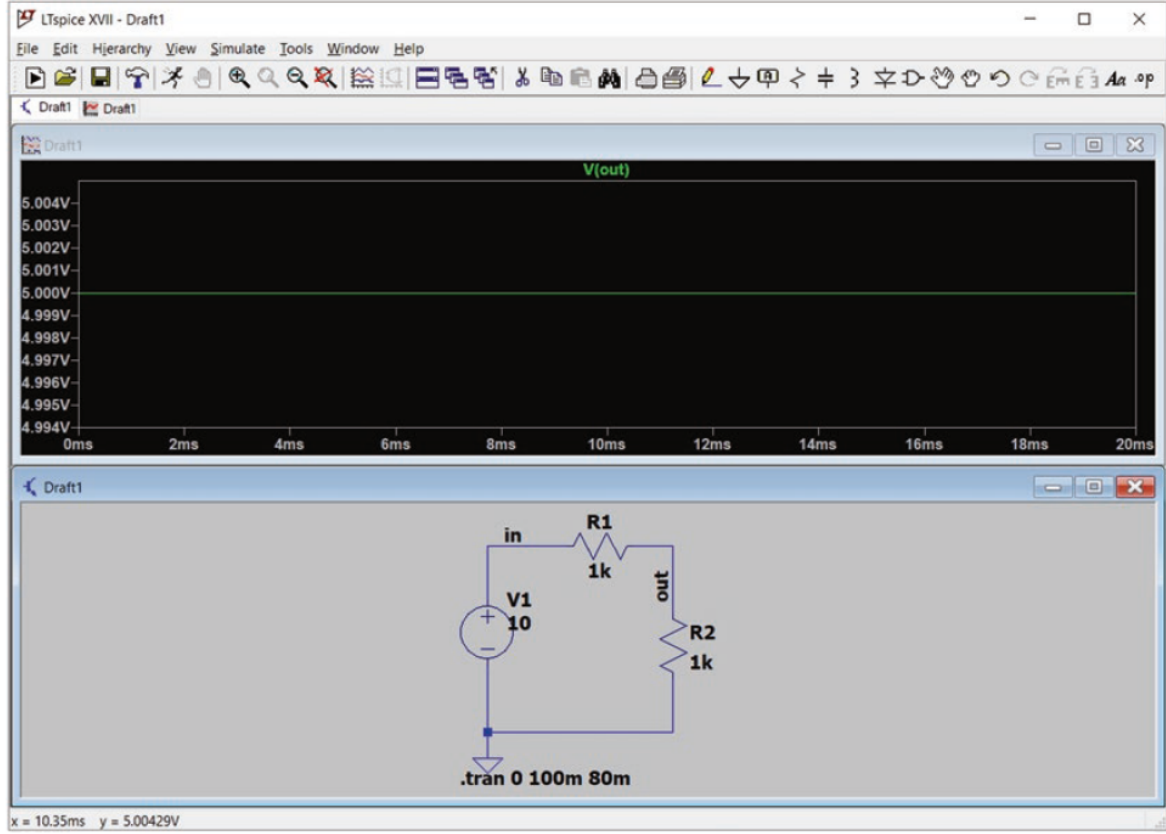 LTspice XVII - Draft1
File Edit Hierarchy View Simulate Tools Window Help
Aa .op
Draft1 Draft1
Draft1
V(out)
5.004V
5.003V
5.002V
5.001V
5.000V
4.999V
4.998V
4.997V
4.996V
4.995V
4.994V
0ms 2ms 4ms 6ms 8ms 10ms 12ms 14ms 16ms 18ms 20ms
Draft1
in
R1
1k
out
V1
10
R2
1k
.tran 0 100m 80m
x = 10.35ms y = 5.00429V